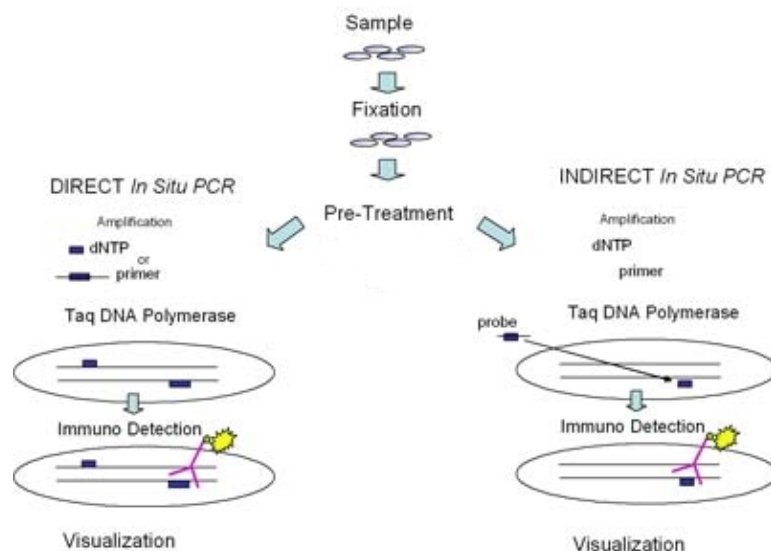 Sample
Fixation
Pre-Treatment
DIRECT In Situ PCR
Amplification
dNTP
or
primer
Taq DNA Polymerase
Immuno Detection
Visualization
INDIRECT In Situ PCR
Amplification
dNTP
primer
Taq DNA Polymerase
probe
Immuno Detection
Visualization